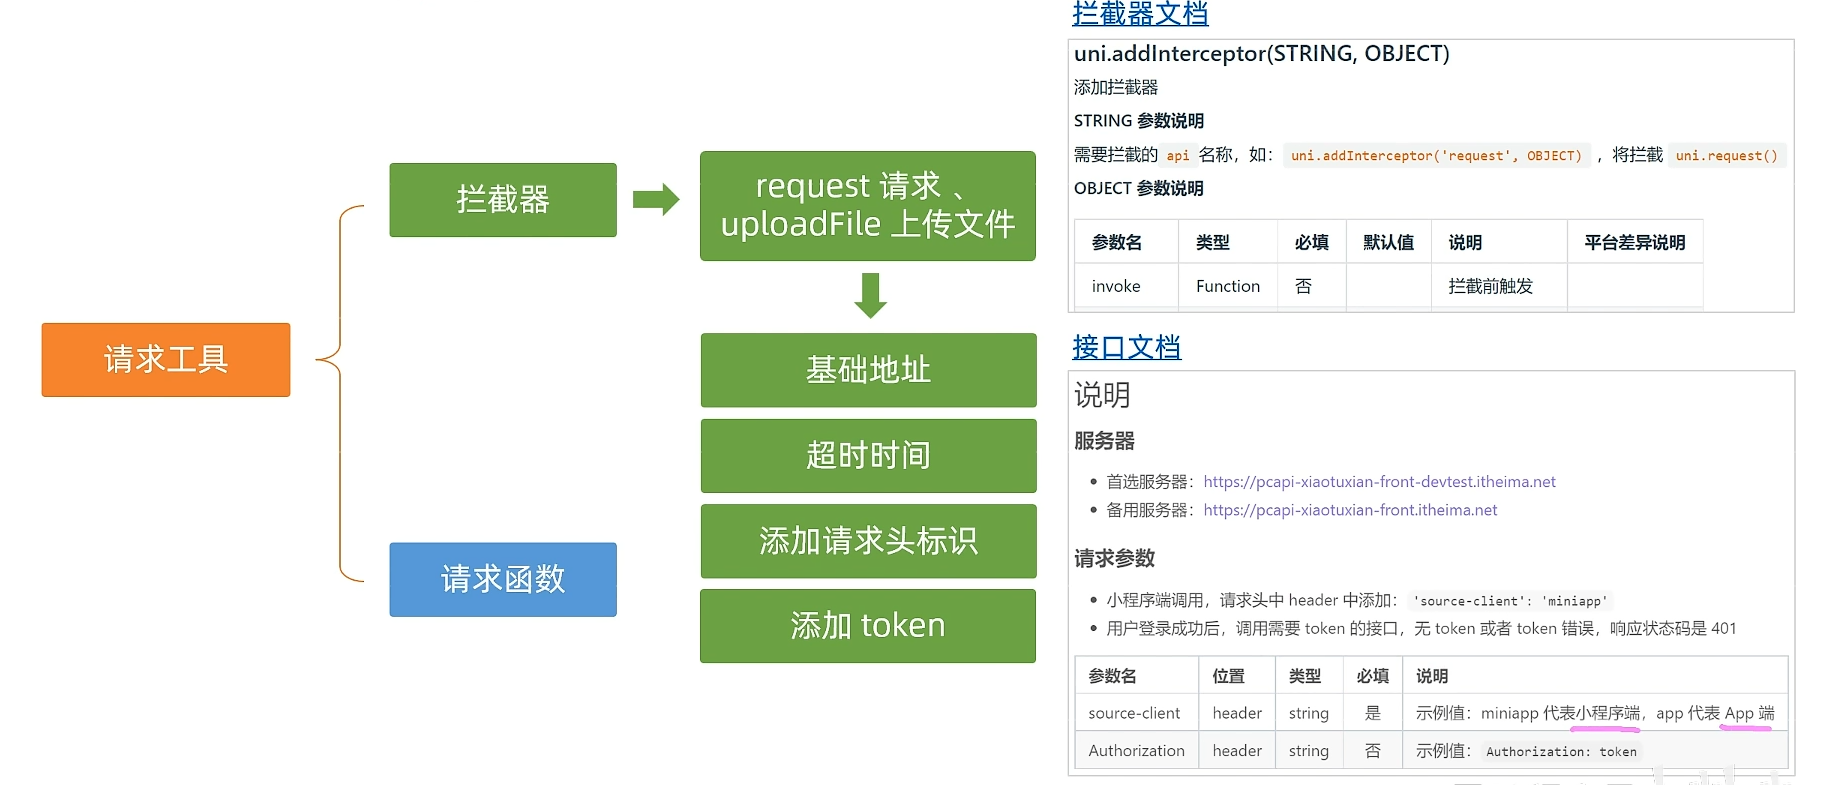 请求工具
拦截器
请求函数
request 请求 、
uploadFile 上传文件
基础地址
超时时间
添加请求头标识
添加 token
拦截器文档
uni.addInterceptor(STRING, OBJECT)
添加拦截器
STRING 参数说明
需要拦截的 api 名称，如： uni.addInterceptor('request', OBJECT) ，将拦截 uni.request()
OBJECT 参数说明
参数名 类型 必填 默认值 说明 平台差异说明
invoke Function 否 拦截前触发
接口文档
说明
服务器
• 首选服务器：https://pcapi-xiaotuxian-front-devtest.itheima.net
• 备用服务器：https://pcapi-xiaotuxian-front.itheima.net
请求参数
• 小程序端调用，请求头中 header 中添加： 'source-client': 'miniapp'
• 用户登录成功后，调用需要 token 的接口，无 token 或者 token 错误，响应状态码是 401
参数名 位置 类型 必填 说明
source-client header string 是 示例值：miniapp 代表小程序端，app 代表 App 端
Authorization header string 否 示例值： Authorization: token